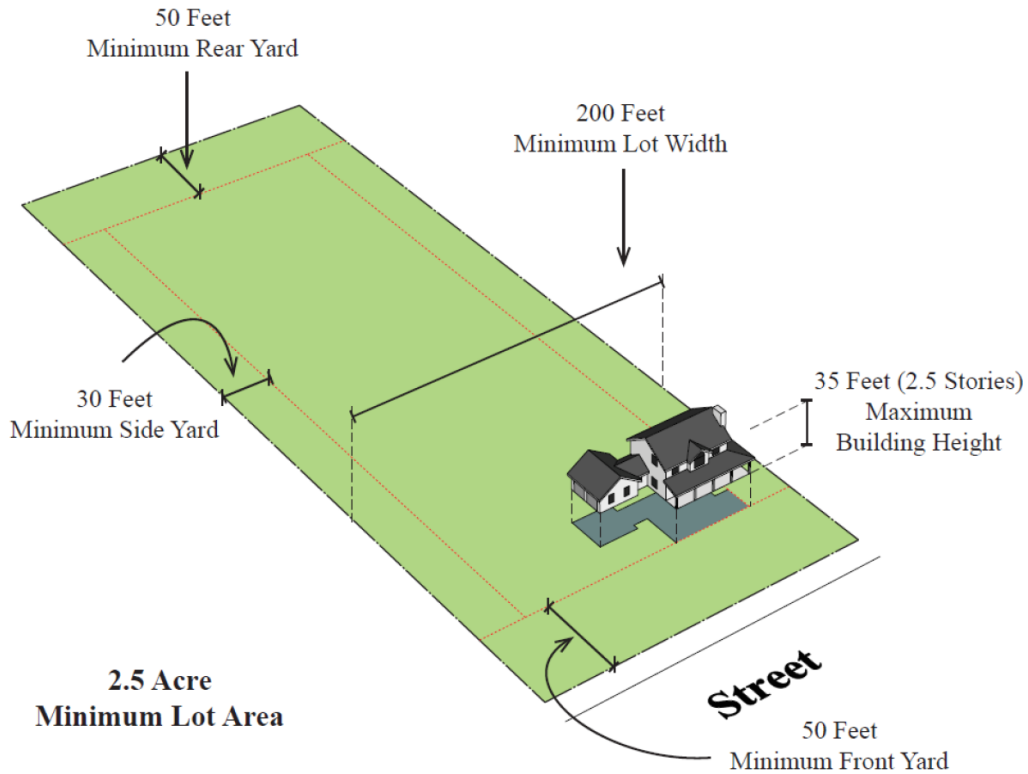 50 Feet
Minimum Rear Yard
200 Feet
Minimum Lot Width
30 Feet
Minimum Side Yard
35 Feet (2.5 Stories)
Maximum
Building Height
2.5 Acre
Minimum Lot Area
Street
50 Feet
Minimum Front Yard